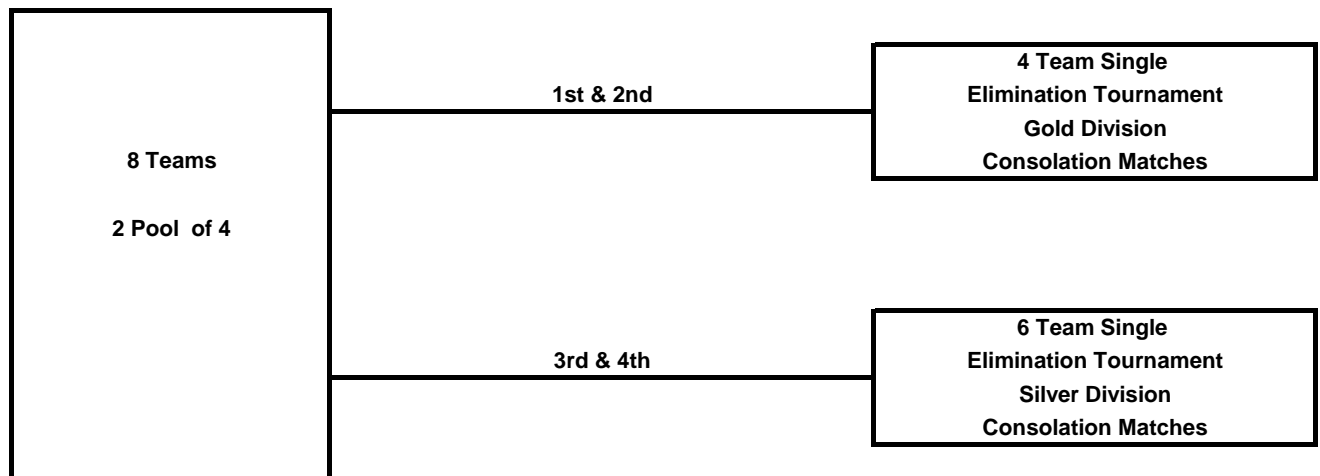 8 Teams
2 Pool of 4
1st & 2nd
4 Team Single
Elimination Tournament
Gold Division
Consolation Matches
3rd & 4th
6 Team Single
Elimination Tournament
Silver Division
Consolation Matches